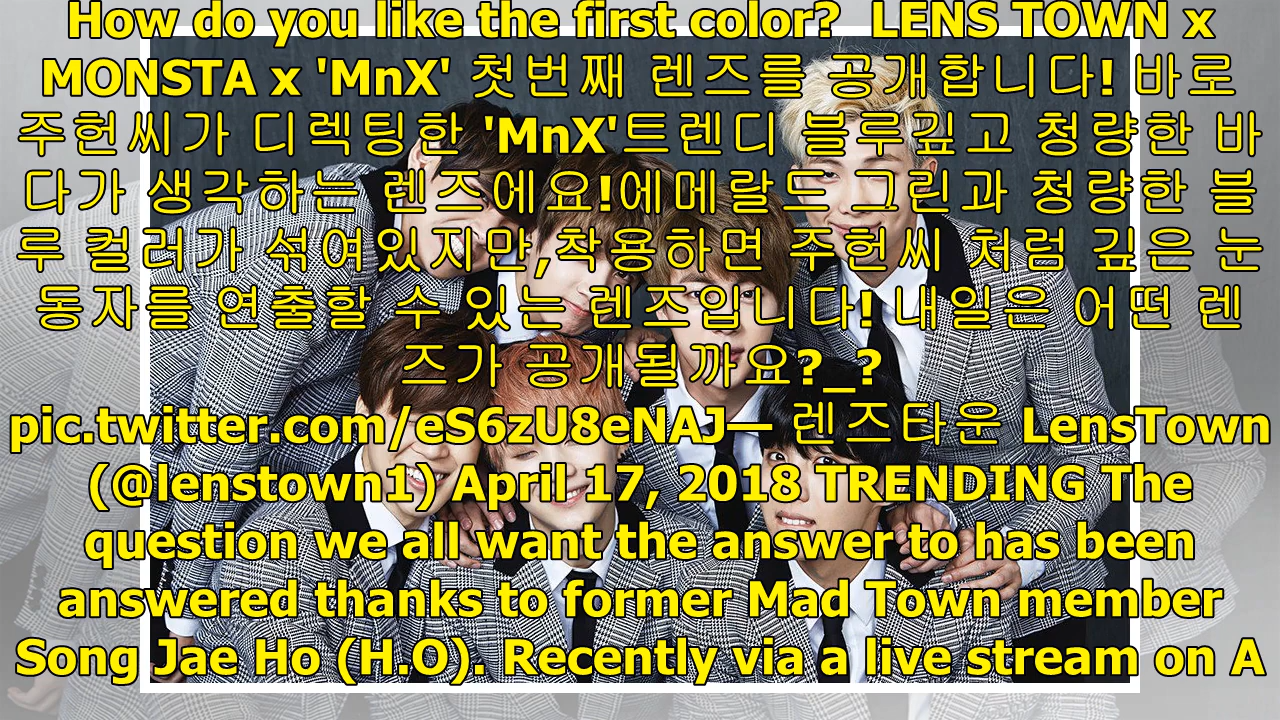 How do you like the first color?  LENS TOWN x
MONSTA x 'MnX' 첫번째 렌즈를 공개합니다! 바로
주헌씨가 디렉팅한 'MnX'트렌디 블루깊고 청량한 바
다가 생각하는 렌즈에요!에메랄드 그린과 청량한 블
루 컬러가 섞여있지만,착용하면 주헌씨 처럼 깊은 눈
동자를 연출할 수 있는 렌즈입니다! 내일은 어떤 렌
즈가 공개될까요?_?
pic.twitter.com/eS6zU8eNAJ— 렌즈타운 LensTown
(@lenstown1) April 17, 2018 TRENDING The
question we all want the answer to has been
answered thanks to former Mad Town member
Song Jae Ho (H.O). Recently via a live stream on A